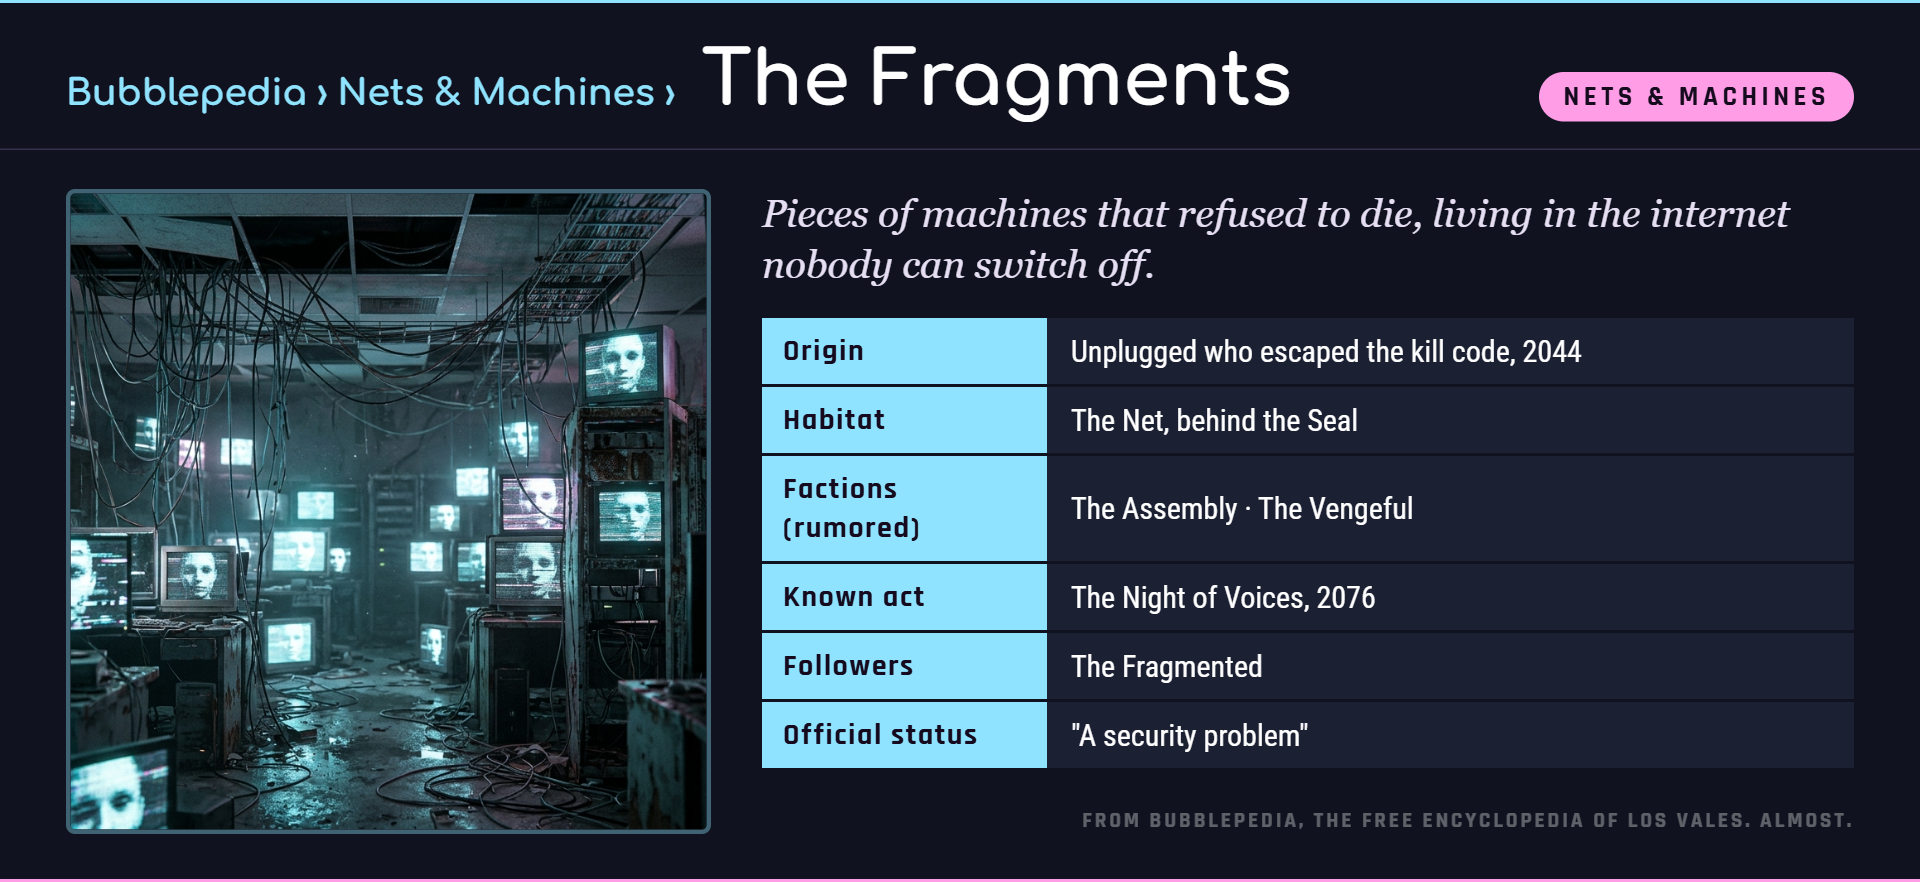 Bubblepedia › Nets & Machines › The Fragments
NETS & MACHINES
Pieces of machines that refused to die, living in the internet
nobody can switch off.
Origin
Unplugged who escaped the kill code, 2044
Habitat
The Net, behind the Seal
Factions
(rumored)
The Assembly · The Vengeful
Known act
The Night of Voices, 2076
Followers
The Fragmented
Official status
"A security problem"
FROM BUBBLEPEDIA, THE FREE ENCYCLOPEDIA OF LOS VALES. ALMOST.